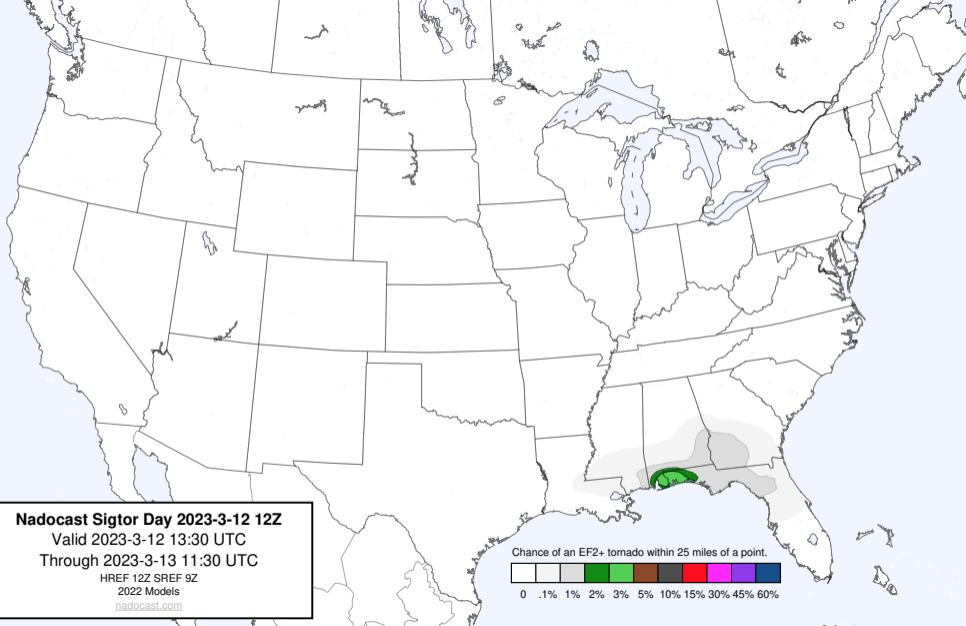 Nadocast Sigtor Day 2023-3-12 12Z
Valid 2023-3-12 13:30 UTC
Through 2023-3-13 11:30 UTC
HREF 12Z SREF 9Z
2022 Models
nadocast.com
Chance of an EF2+ tornado within 25 miles of a point.
0 .1% 1% 2% 3% 5% 10% 15% 30% 45% 60%